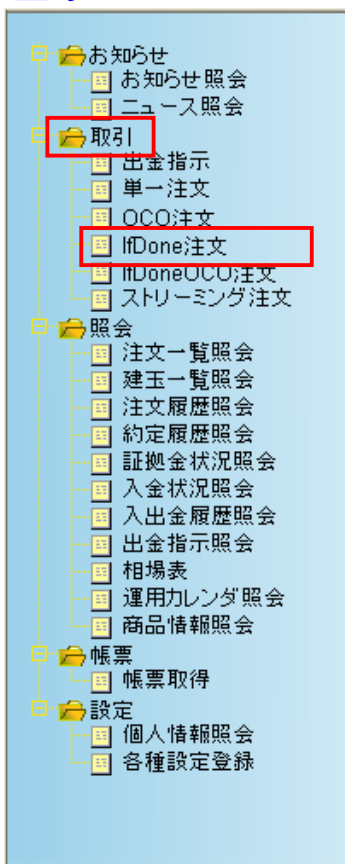 お知らせ
お知らせ照会
ニュース照会
取引
出金指示
単一注文
OCO注文
IfDone注文
IfDoneOCO注文
ストリーミング注文
照会
注文一覧照会
建玉一覧照会
注文履歴照会
約定履歴照会
証拠金状況照会
入金状況照会
入出金履歴照会
出金指示照会
相場表
運用カレンダ照会
商品情報照会
帳票
帳票取得
設定
個人情報照会
各種設定登録